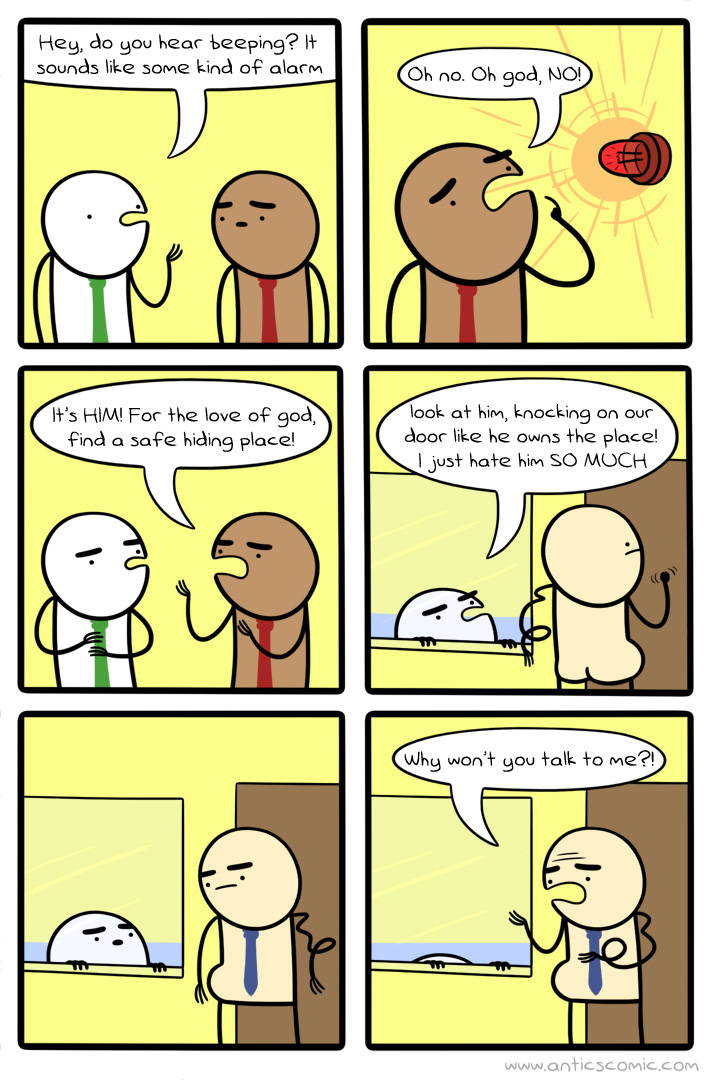 Hey, do you hear beeping? It
sounds like some kind of alarm
Oh no. Oh god, NO!
It's HIM! For the love of god,
find a safe hiding place!
look at him, knocking on our
door like he owns the place!
I just hate him SO MUCH
Why won't you talk to me?!
www.anticscomic.com